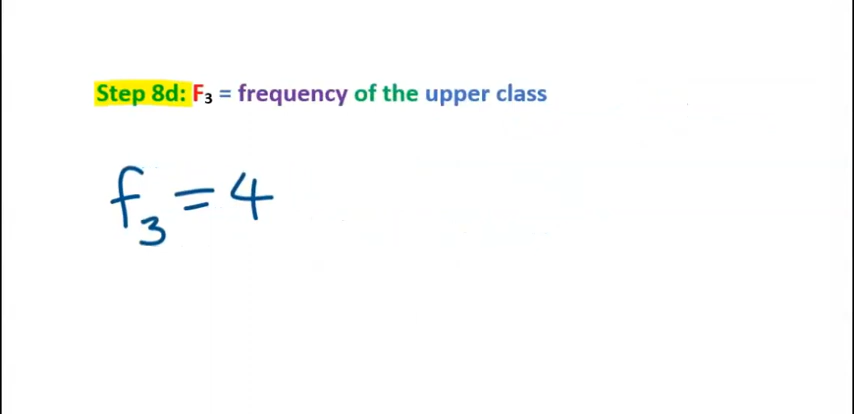 Step 8d: F₃ = frequency of the upper class
f₃ = 4